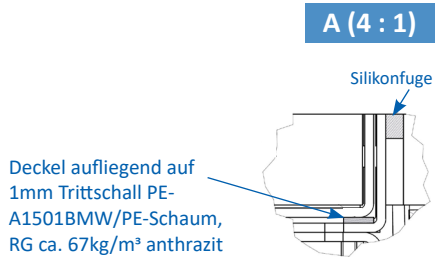 A (4 : 1)
Silikonfuge
Deckel aufliegend auf
1mm Trittschall PE-
A1501BMW/PE-Schaum,
RG ca. 67kg/m³ anthrazit